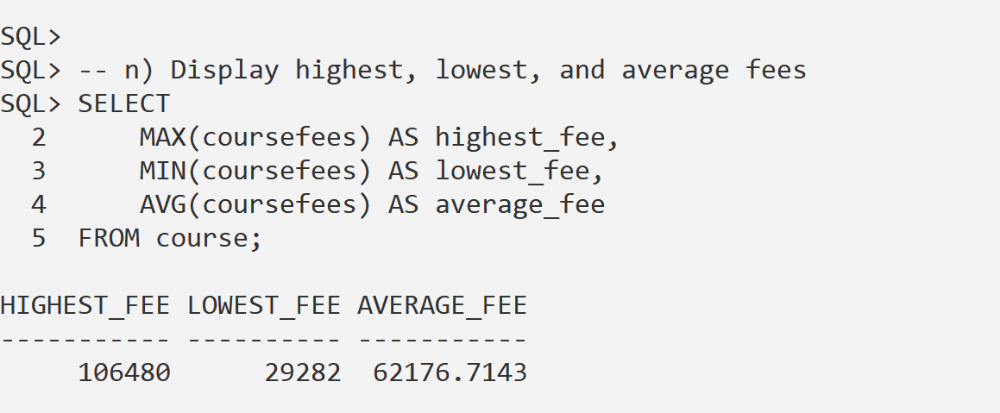 SQL>
SQL> -- n) Display highest, lowest, and average fees
SQL> SELECT
  2      MAX(coursefees) AS highest_fee,
  3      MIN(coursefees) AS lowest_fee,
  4      AVG(coursefees) AS average_fee
  5  FROM course;

HIGHEST_FEE LOWEST_FEE AVERAGE_FEE
----------- ---------- -----------
     106480      29282  62176.7143